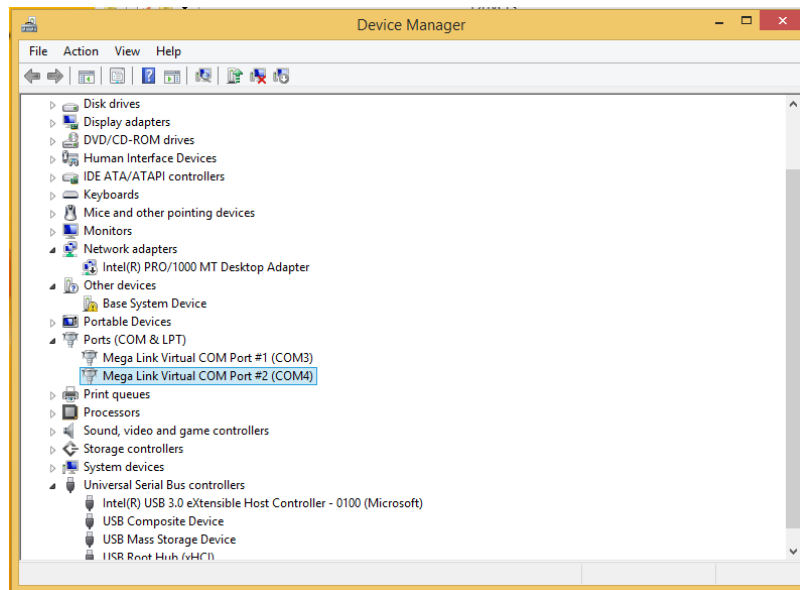 Device Manager
File Action View Help
Disk drives
Display adapters
DVD/CD-ROM drives
Human Interface Devices
IDE ATA/ATAPI controllers
Keyboards
Mice and other pointing devices
Monitors
Network adapters
Intel(R) PRO/1000 MT Desktop Adapter
Other devices
Base System Device
Portable Devices
Ports (COM & LPT)
Mega Link Virtual COM Port #1 (COM3)
Mega Link Virtual COM Port #2 (COM4)
Print queues
Processors
Sound, video and game controllers
Storage controllers
System devices
Universal Serial Bus controllers
Intel(R) USB 3.0 eXtensible Host Controller - 0100 (Microsoft)
USB Composite Device
USB Mass Storage Device
USB Root Hub (xHCI)